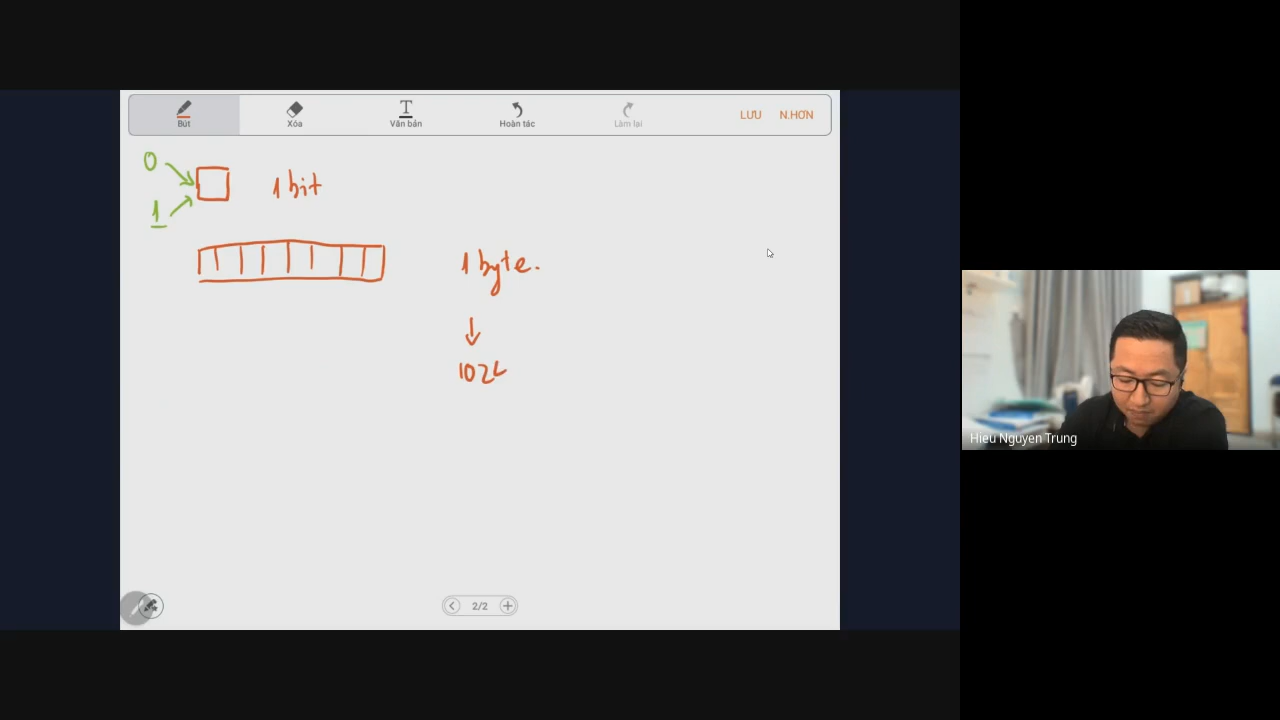 Bút
Xóa
Văn bản
Hoàn tác
Làm lại
LƯU
N.HƠN
0
1
1 bit
1 byte.
↓
1024
2/2
Hieu Nguyen Trung